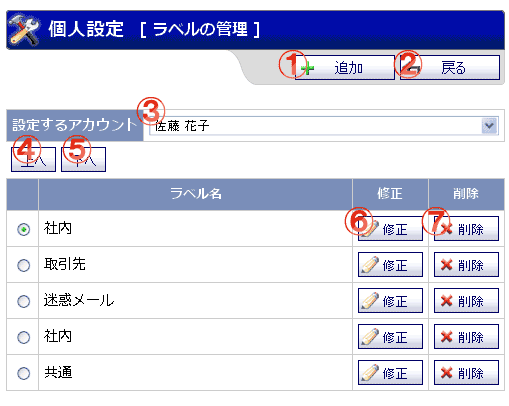 個人設定 [ ラベルの管理 ]
① 追加 ② 戻る
設定するアカウント ③ 佐藤 花子
④ 上へ ⑤
ラベル名 修正 削除
社内 ⑥ 修正 ⑦ 削除
取引先 修正 削除
迷惑メール 修正 削除
社内 修正 削除
共通 修正 削除